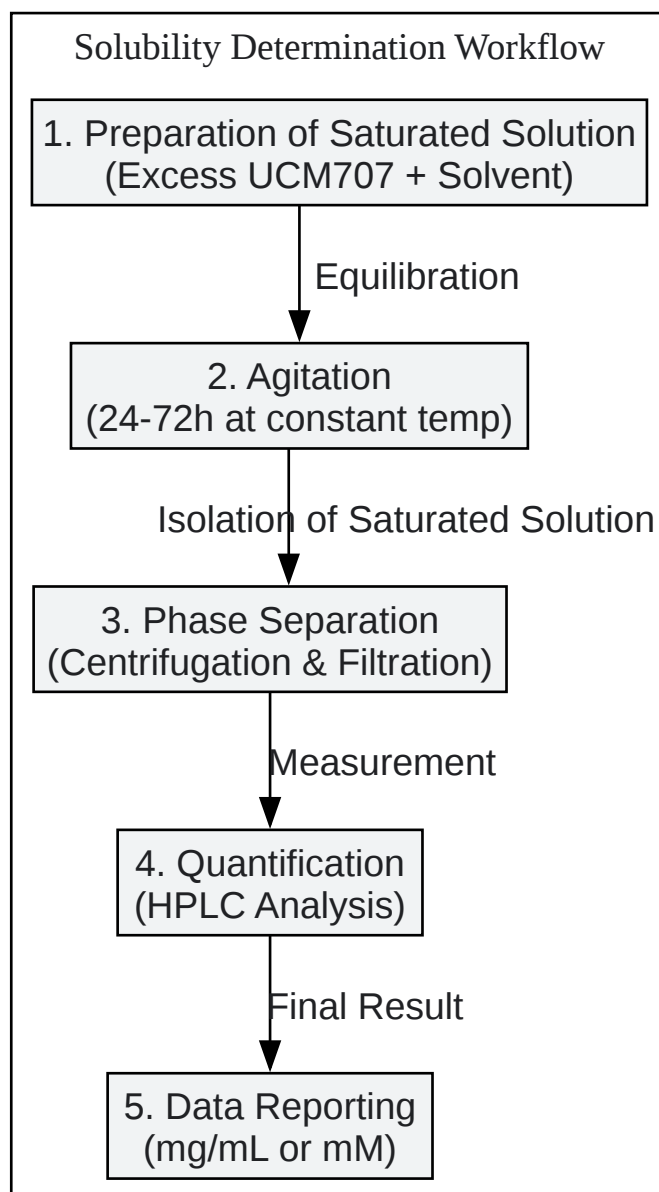 Solubility Determination Workflow
1. Preparation of Saturated Solution
(Excess UCM707 + Solvent)
Equilibration
2. Agitation
(24-72h at constant temp)
Isolation of Saturated Solution
3. Phase Separation
(Centrifugation & Filtration)
Measurement
4. Quantification
(HPLC Analysis)
Final Result
5. Data Reporting
(mg/mL or mM)